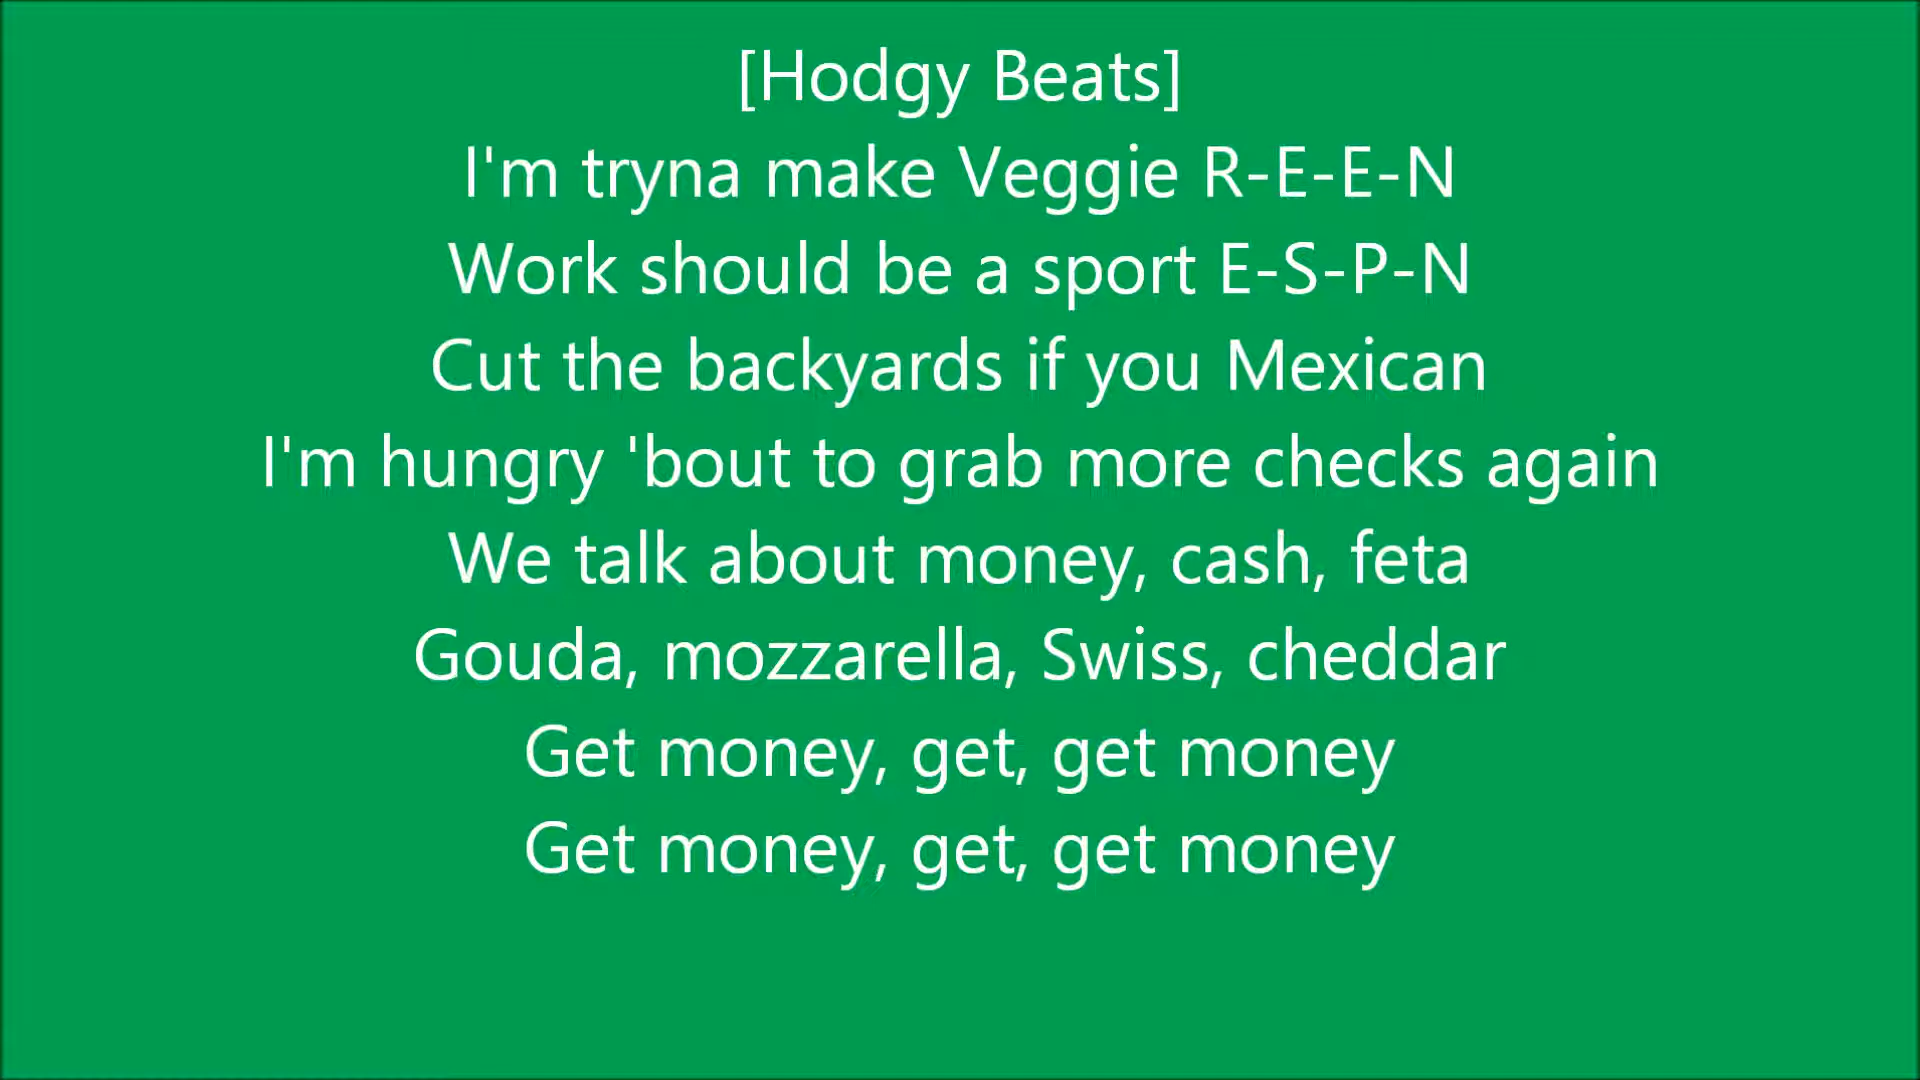 [Hodgy Beats]
I'm tryna make Veggie R-E-E-N
Work should be a sport E-S-P-N
Cut the backyards if you Mexican
I'm hungry 'bout to grab more checks again
We talk about money, cash, feta
Gouda, mozzarella, Swiss, cheddar
Get money, get, get money
Get money, get, get money